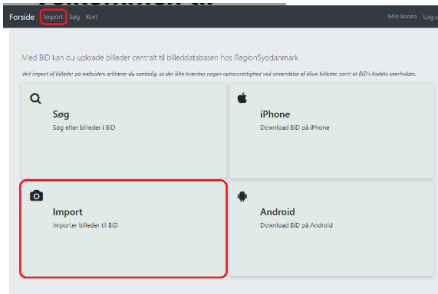 Forside Import Søg Kort Min konto Log u
Med BiD kan du uploade billeder centralt til billeddatabasen hos RegionSyddanmark.
Ved import af billeder på websiden, erklærer du samtidig, at der ikke krænkes nogen ophavsrettighed ved anvendelse af disse billeder, samt at BiD's kodeks overholdes.
Søg
Søg efter billeder i BiD
iPhone
Download BiD på iPhone
Import
Importer billeder til BiD
Android
Download BiD på Android